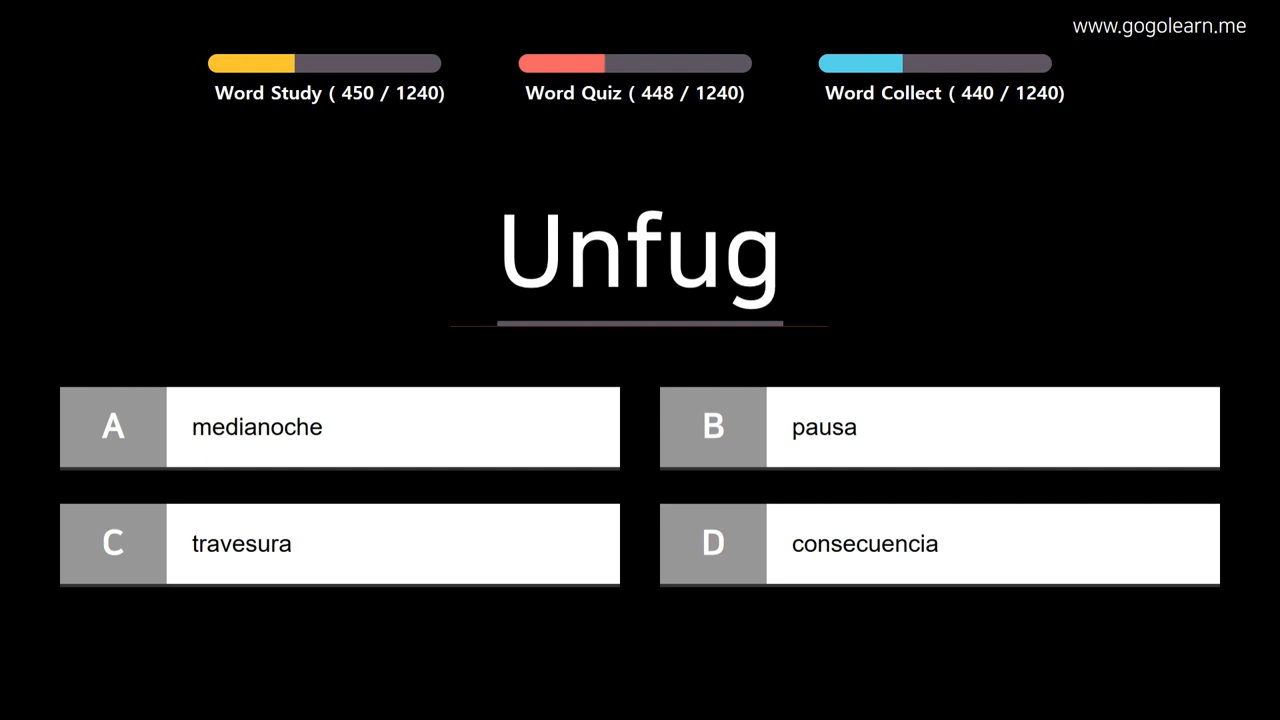 www.gogolearn.me
Word Study ( 450 / 1240)
Word Quiz ( 448 / 1240)
Word Collect ( 440 / 1240)
Unfug
A medianoche
B pausa
C travesura
D consecuencia